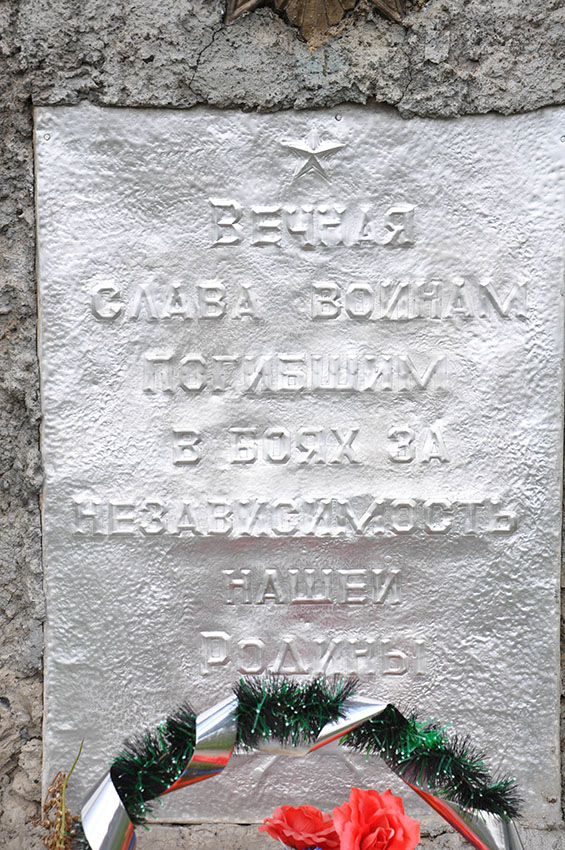 Вечная
слава воинам
погибшим
в боях за
независимость
нашей
Родины